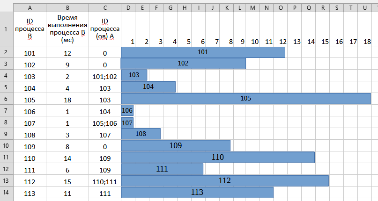 A B C D E F G H I J K L M N O P Q R S T U
1 ID процесса B Время выполнения процесса B (мс) ID процесса (ов) A 1 2 3 4 5 6 7 8 9 10 11 12 13 14 15 16 17 18
2 101 12 0 101
3 102 9 0 102
4 103 2 101;102 103
5 104 4 103 104
6 105 18 103 105
7 106 1 104 106
8 107 1 105;106 107
9 108 3 107 108
10 109 8 0 109
11 110 14 109 110
12 111 6 109 111
13 112 15 110;111 112
14 113 11 111 113